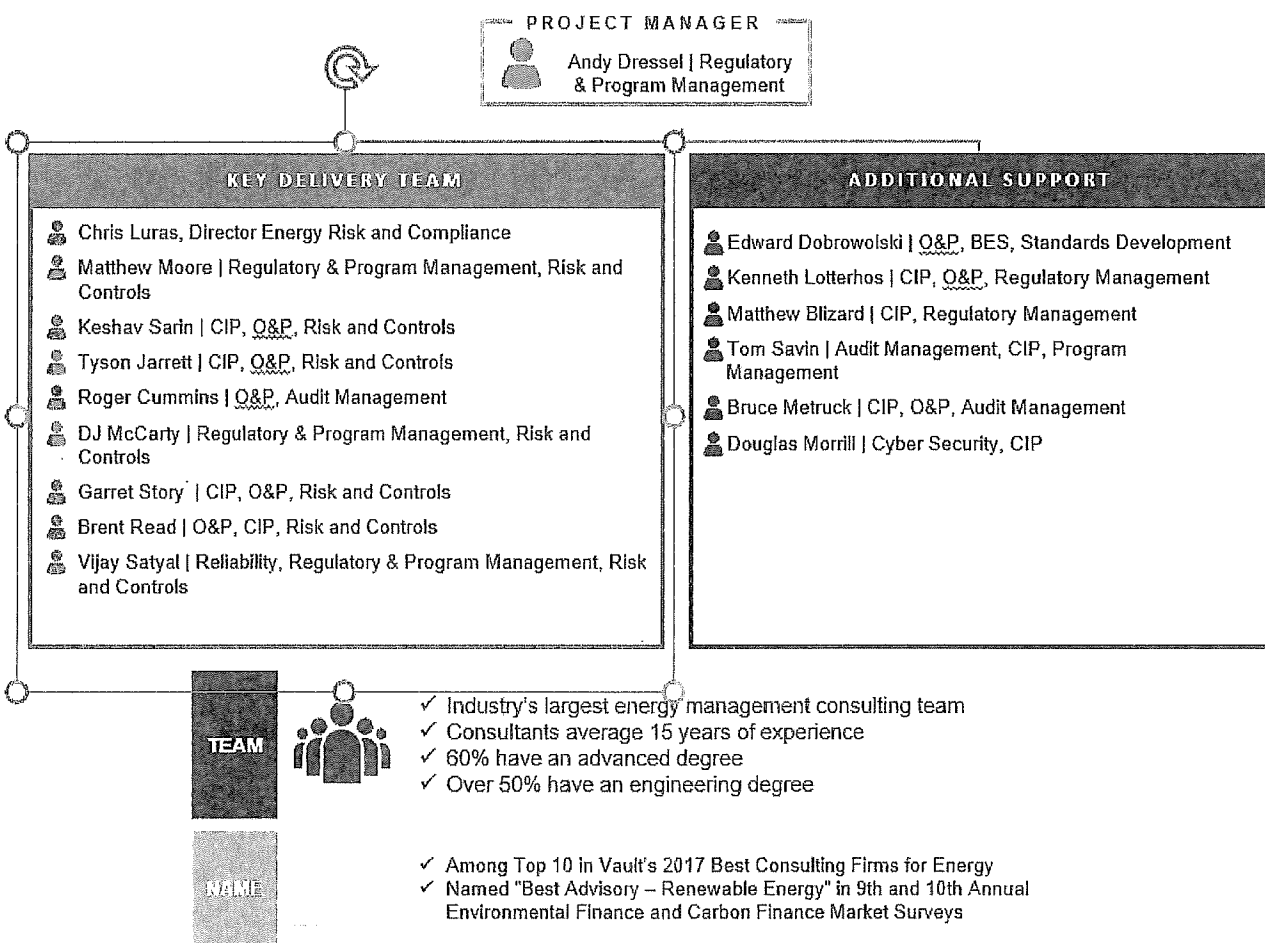 PROJECT MANAGER
Andy Dressel | Regulatory
& Program Management
KEY DELIVERY TEAM
Chris Luras, Director Energy Risk and Compliance
Matthew Moore | Regulatory & Program Management, Risk and
Controls
Keshav Sarin | CIP, O&P, Risk and Controls
Tyson Jarrett | CIP, O&P, Risk and Controls
Roger Cummins | O&P, Audit Management
DJ McCarty | Regulatory & Program Management, Risk and
Controls
Garret Story | CIP, O&P, Risk and Controls
Brent Read | O&P, CIP, Risk and Controls
Vijay Satyal | Reliability, Regulatory & Program Management, Risk
and Controls
ADDITIONAL SUPPORT
Edward Dobrowolski | O&P, BES, Standards Development
Kenneth Lotterhos | CIP, O&P, Regulatory Management
Matthew Blizard | CIP, Regulatory Management
Tom Savin | Audit Management, CIP, Program
Management
Bruce Metruck | CIP, O&P, Audit Management
Douglas Morrill | Cyber Security, CIP
TEAM
✓ Industry's largest energy management consulting team
✓ Consultants average 15 years of experience
✓ 60% have an advanced degree
✓ Over 50% have an engineering degree
NAME
✓ Among Top 10 in Vault's 2017 Best Consulting Firms for Energy
✓ Named "Best Advisory – Renewable Energy" in 9th and 10th Annual
Environmental Finance and Carbon Finance Market Surveys